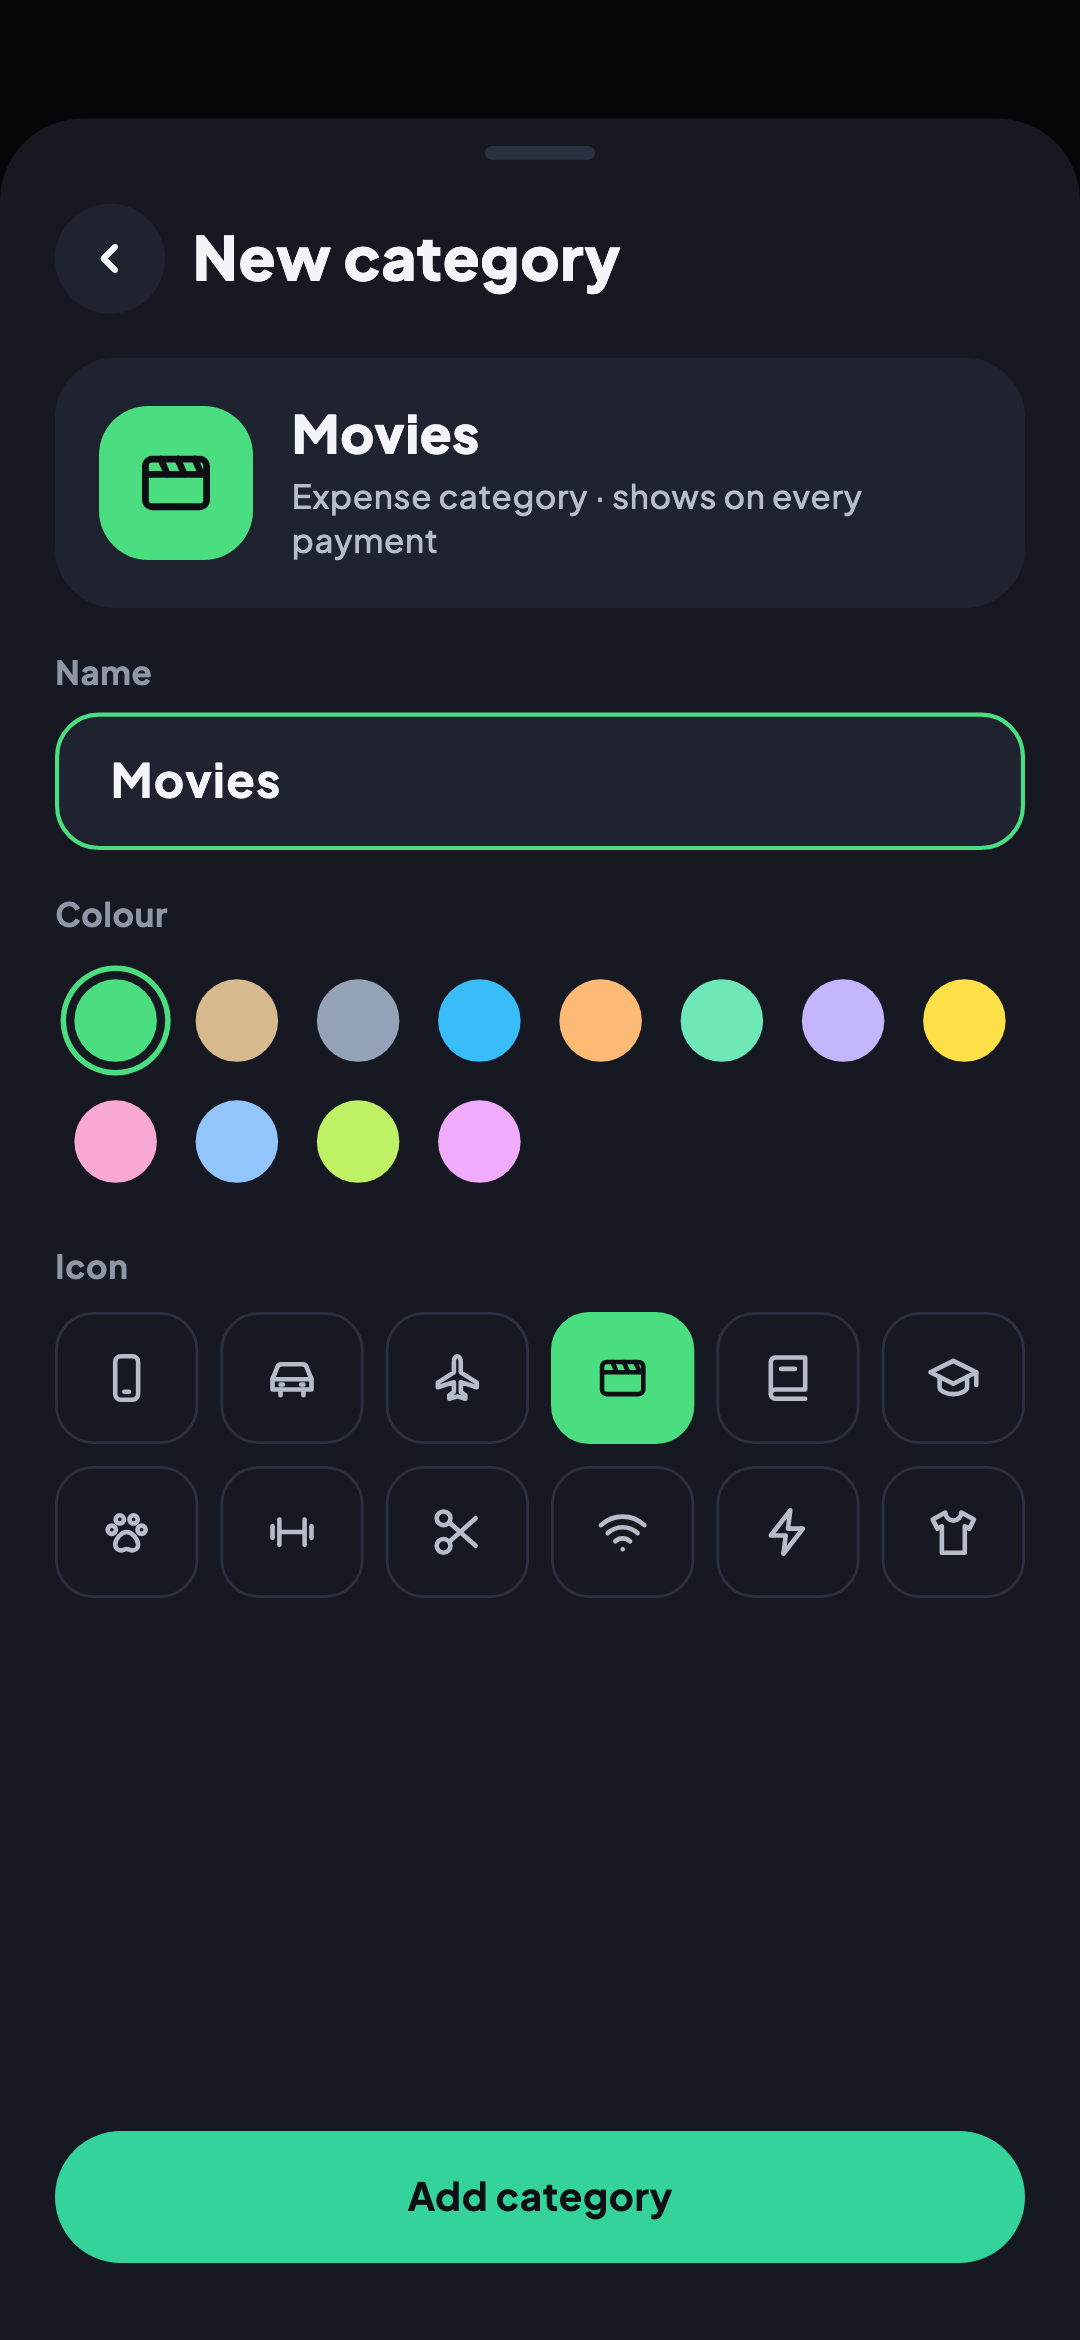 New category
Movies
Expense category · shows on every
payment
Name
Movies
Colour
Icon
Add category